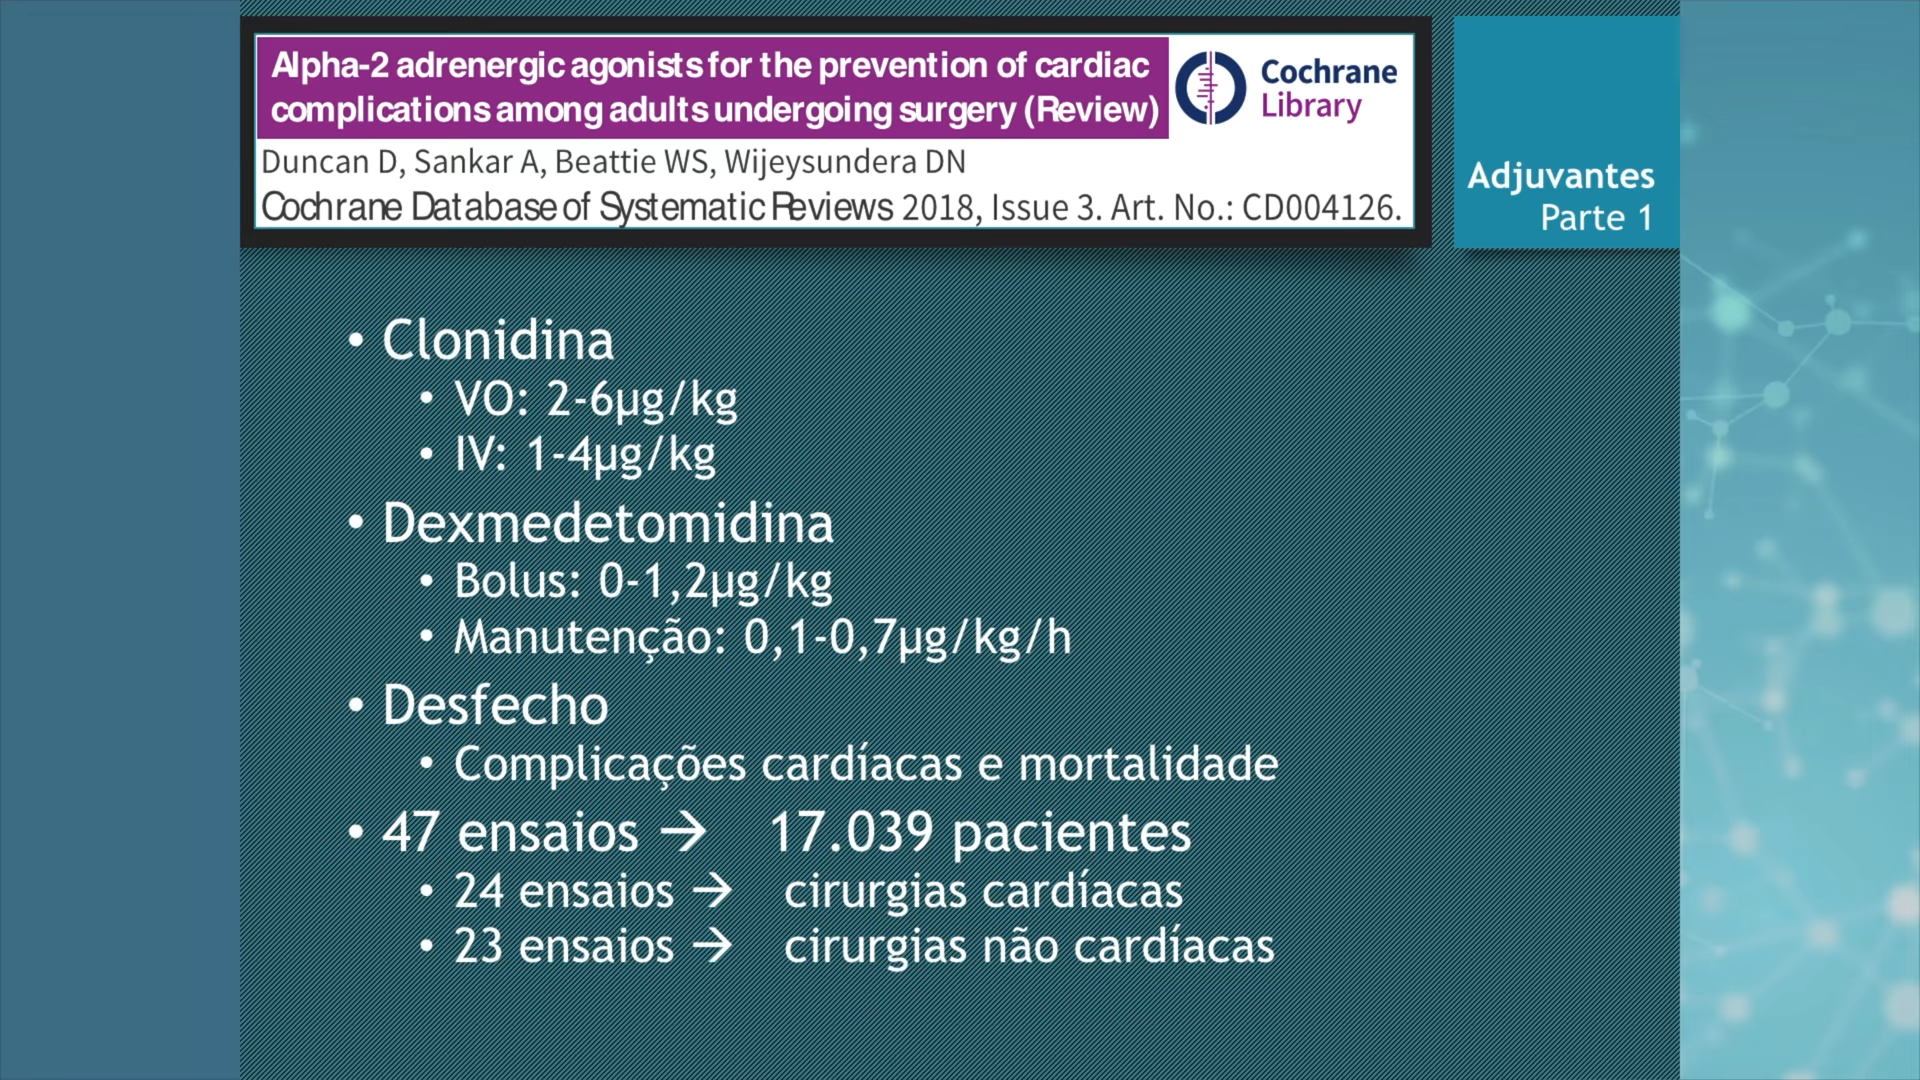 Alpha-2 adrenergic agonists for the prevention of cardiac
complications among adults undergoing surgery (Review)
Cochrane
Library
Duncan D, Sankar A, Beattie WS, Wijeysundera DN
Cochrane Database of Systematic Reviews 2018, Issue 3. Art. No.: CD004126.
Adjuvantes
Parte 1
• Clonidina
• VO: 2-6µg/kg
• IV: 1-4µg/kg
• Dexmedetomidina
• Bolus: 0-1,2µg/kg
• Manutenção: 0,1-0,7µg/kg/h
• Desfecho
• Complicações cardíacas e mortalidade
• 47 ensaios → 17.039 pacientes
• 24 ensaios → cirurgias cardíacas
• 23 ensaios → cirurgias não cardíacas